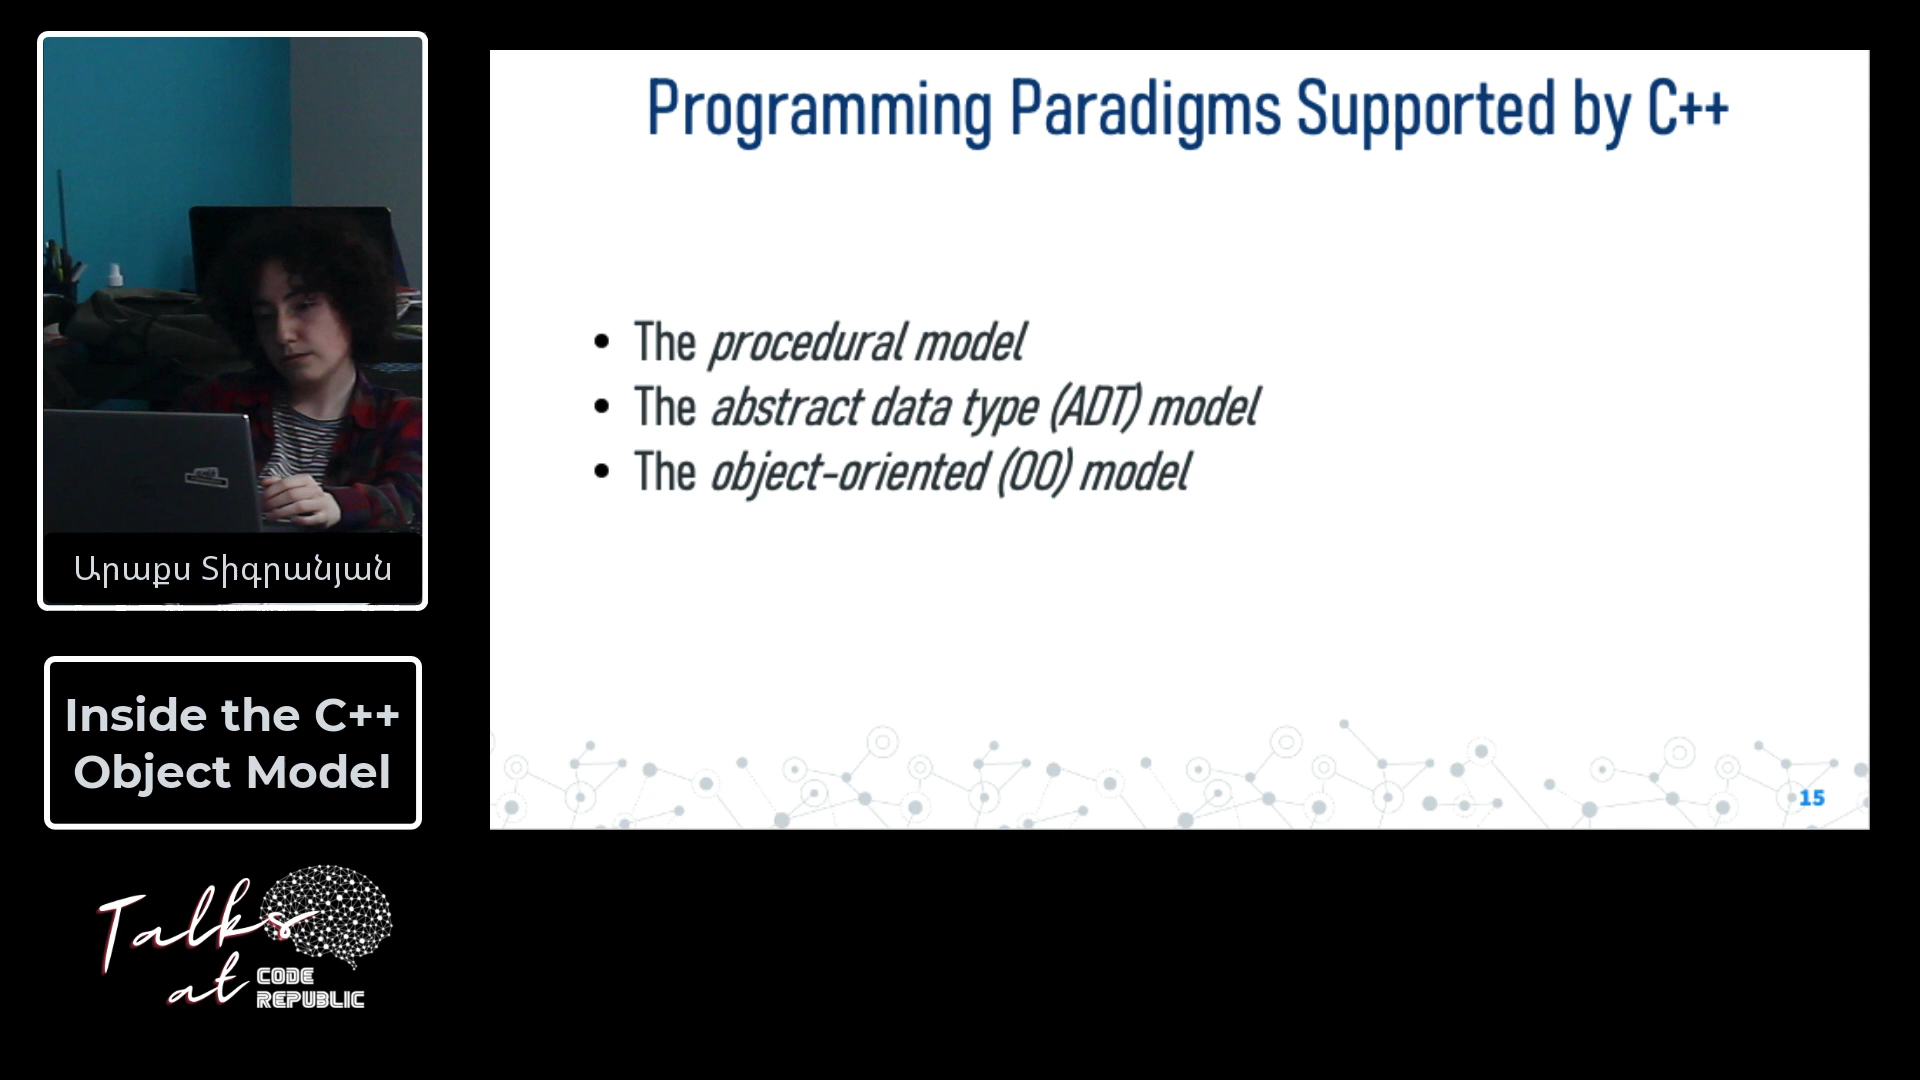 Programming Paradigms Supported by C++
• The procedural model
• The abstract data type (ADT) model
• The object-oriented (OO) model
15
Արաքս Տիգրանյան
Inside the C++
Object Model
Talks
at CODE
REPUBLIC